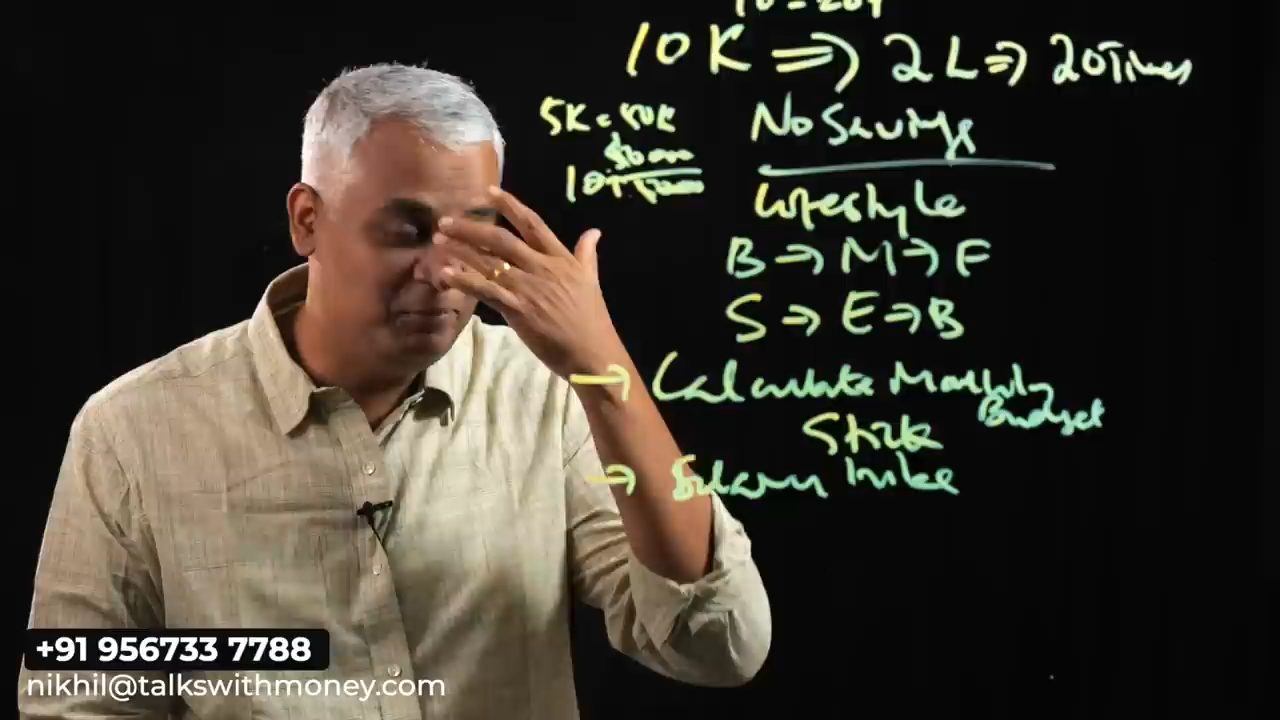 10K ⇒ 2L ⇒ 20Times
5K = 50K
No Savings
Lifestyle
B → M → F
S → E → B
→ Calculate Monthly
Budget
Stick
→
+91 956733 7788
nikhil@talkswithmoney.com